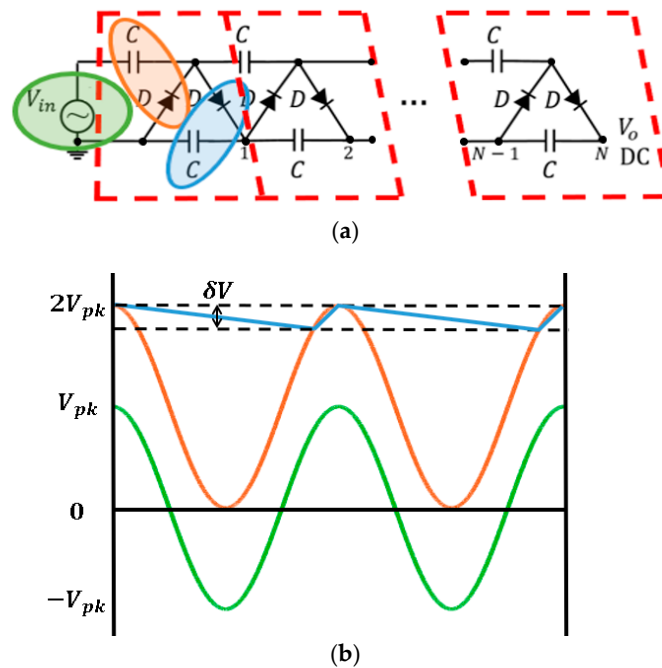 C C C
V_in D D D D ... D D
1 2 N − 1 N V_o
C C C DC
(a)
2V_pk δV
V_pk
0
−V_pk
(b)